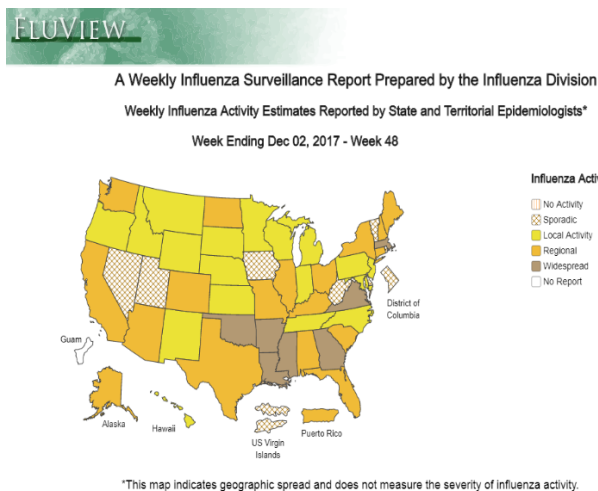 FLUVIEW
A Weekly Influenza Surveillance Report Prepared by the Influenza Division
Weekly Influenza Activity Estimates Reported by State and Territorial Epidemiologists*
Week Ending Dec 02, 2017 - Week 48
Influenza Activ
No Activity
Sporadic
Local Activity
Regional
Widespread
No Report
District of
Columbia
Guam
Alaska
Hawaii
US Virgin
Islands
Puerto Rico
*This map indicates geographic spread and does not measure the severity of influenza activity.